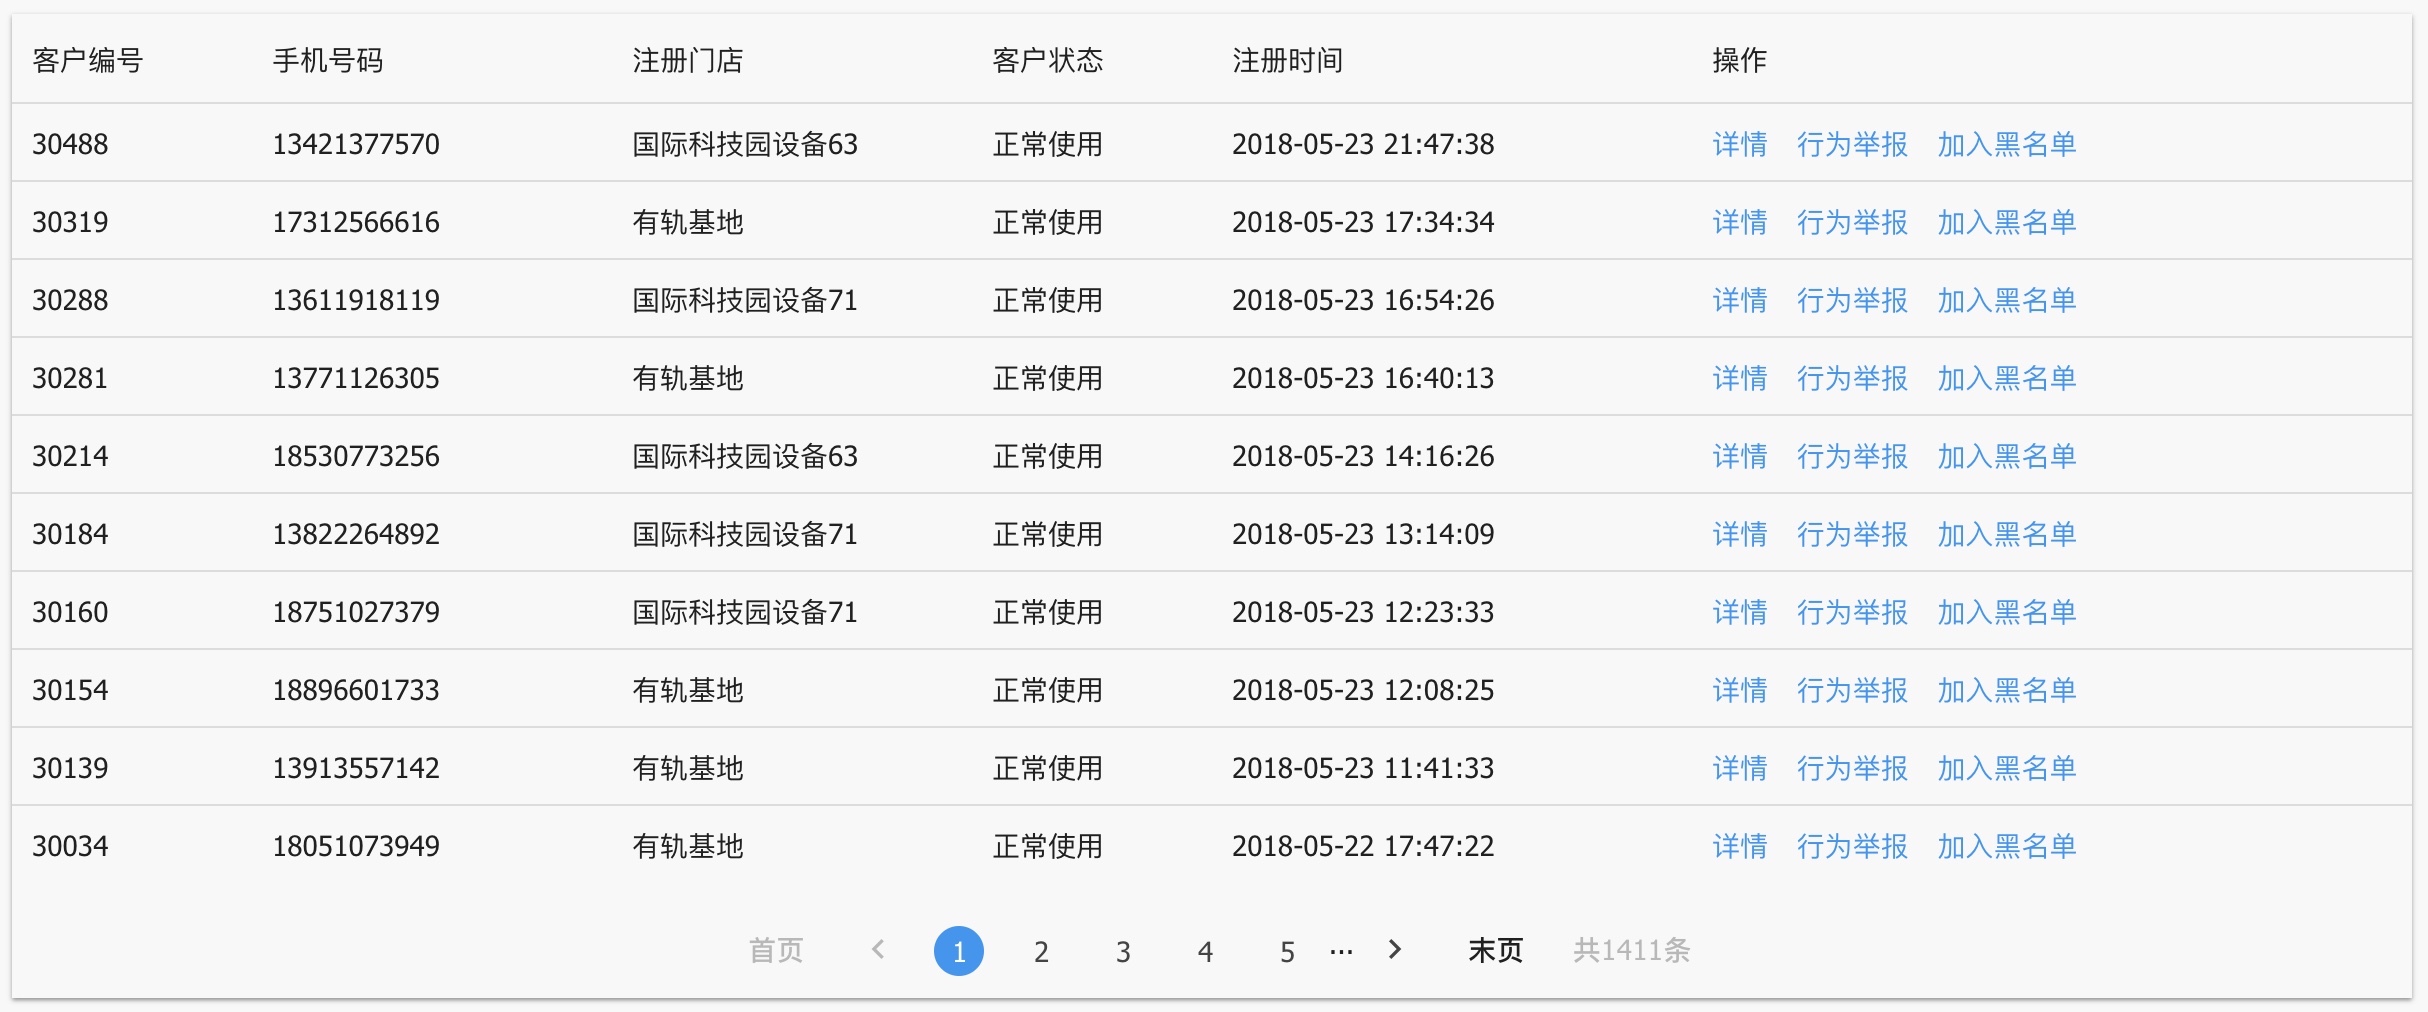 客户编号 手机号码 注册门店 客户状态 注册时间 操作
30488 13421377570 国际科技园设备63 正常使用 2018-05-23 21:47:38 详情 行为举报 加入黑名单
30319 17312566616 有轨基地 正常使用 2018-05-23 17:34:34 详情 行为举报 加入黑名单
30288 13611918119 国际科技园设备71 正常使用 2018-05-23 16:54:26 详情 行为举报 加入黑名单
30281 13771126305 有轨基地 正常使用 2018-05-23 16:40:13 详情 行为举报 加入黑名单
30214 18530773256 国际科技园设备63 正常使用 2018-05-23 14:16:26 详情 行为举报 加入黑名单
30184 13822264892 国际科技园设备71 正常使用 2018-05-23 13:14:09 详情 行为举报 加入黑名单
30160 18751027379 国际科技园设备71 正常使用 2018-05-23 12:23:33 详情 行为举报 加入黑名单
30154 18896601733 有轨基地 正常使用 2018-05-23 12:08:25 详情 行为举报 加入黑名单
30139 13913557142 有轨基地 正常使用 2018-05-23 11:41:33 详情 行为举报 加入黑名单
30034 18051073949 有轨基地 正常使用 2018-05-22 17:47:22 详情 行为举报 加入黑名单
首页 < 1 2 3 4 5 ··· > 末页 共1411条